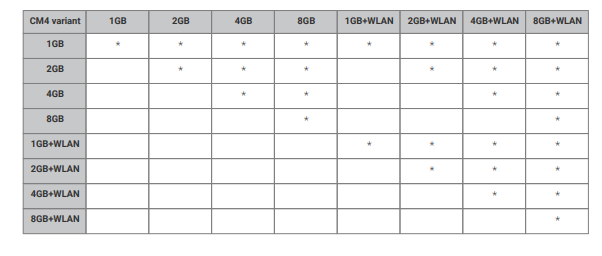 CM4 variant 1GB 2GB 4GB 8GB 1GB+WLAN 2GB+WLAN 4GB+WLAN 8GB+WLAN
1GB * * * * * * * *
2GB * * * * * *
4GB * * * *
8GB * *
1GB+WLAN * * * *
2GB+WLAN * * *
4GB+WLAN * *
8GB+WLAN *